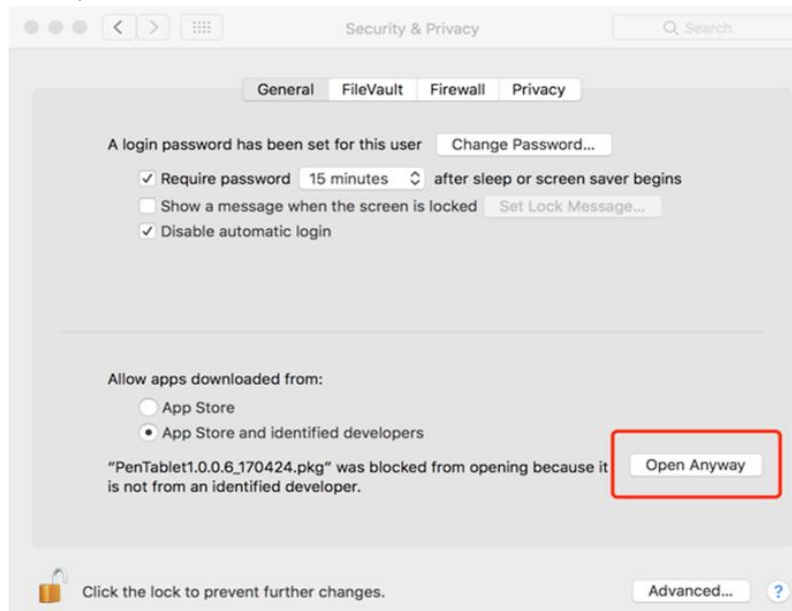 Security & Privacy
Search
General FileVault Firewall Privacy
A login password has been set for this user Change Password...
Require password 15 minutes after sleep or screen saver begins
Show a message when the screen is locked Set Lock Message...
Disable automatic login
Allow apps downloaded from:
App Store
App Store and identified developers
“PenTablet1.0.0.6_170424.pkg” was blocked from opening because it
is not from an identified developer.
Open Anyway
Click the lock to prevent further changes.
Advanced... ?